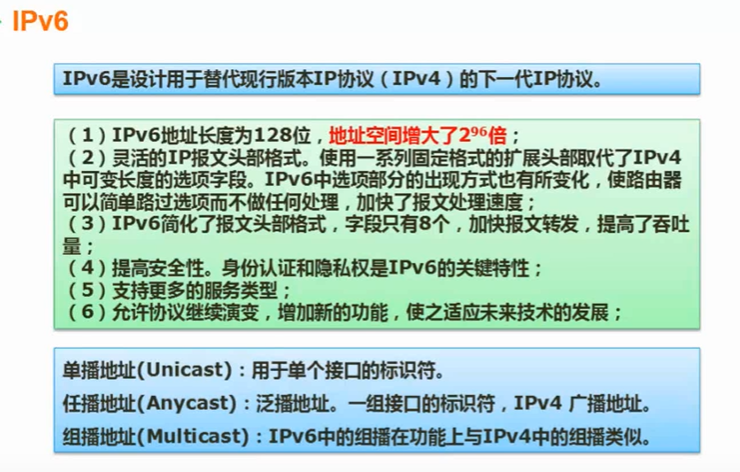 IPv6
IPv6是设计用于替代现行版本IP协议（IPv4）的下一代IP协议。
（1）IPv6地址长度为128位，地址空间增大了2⁹⁶倍；
（2）灵活的IP报文头部格式。使用一系列固定格式的扩展头部取代了IPv4
中可变长度的选项字段。IPv6中选项部分的出现方式也有所变化，使路由器
可以简单路过选项而不做任何处理，加快了报文处理速度；
（3）IPv6简化了报文头部格式，字段只有8个，加快报文转发，提高了吞吐
量；
（4）提高安全性。身份认证和隐私权是IPv6的关键特性；
（5）支持更多的服务类型；
（6）允许协议继续演变，增加新的功能，使之适应未来技术的发展；
单播地址(Unicast)：用于单个接口的标识符。
任播地址(Anycast)：泛播地址。一组接口的标识符，IPv4 广播地址。
组播地址(Multicast)：IPv6中的组播在功能上与IPv4中的组播类似。